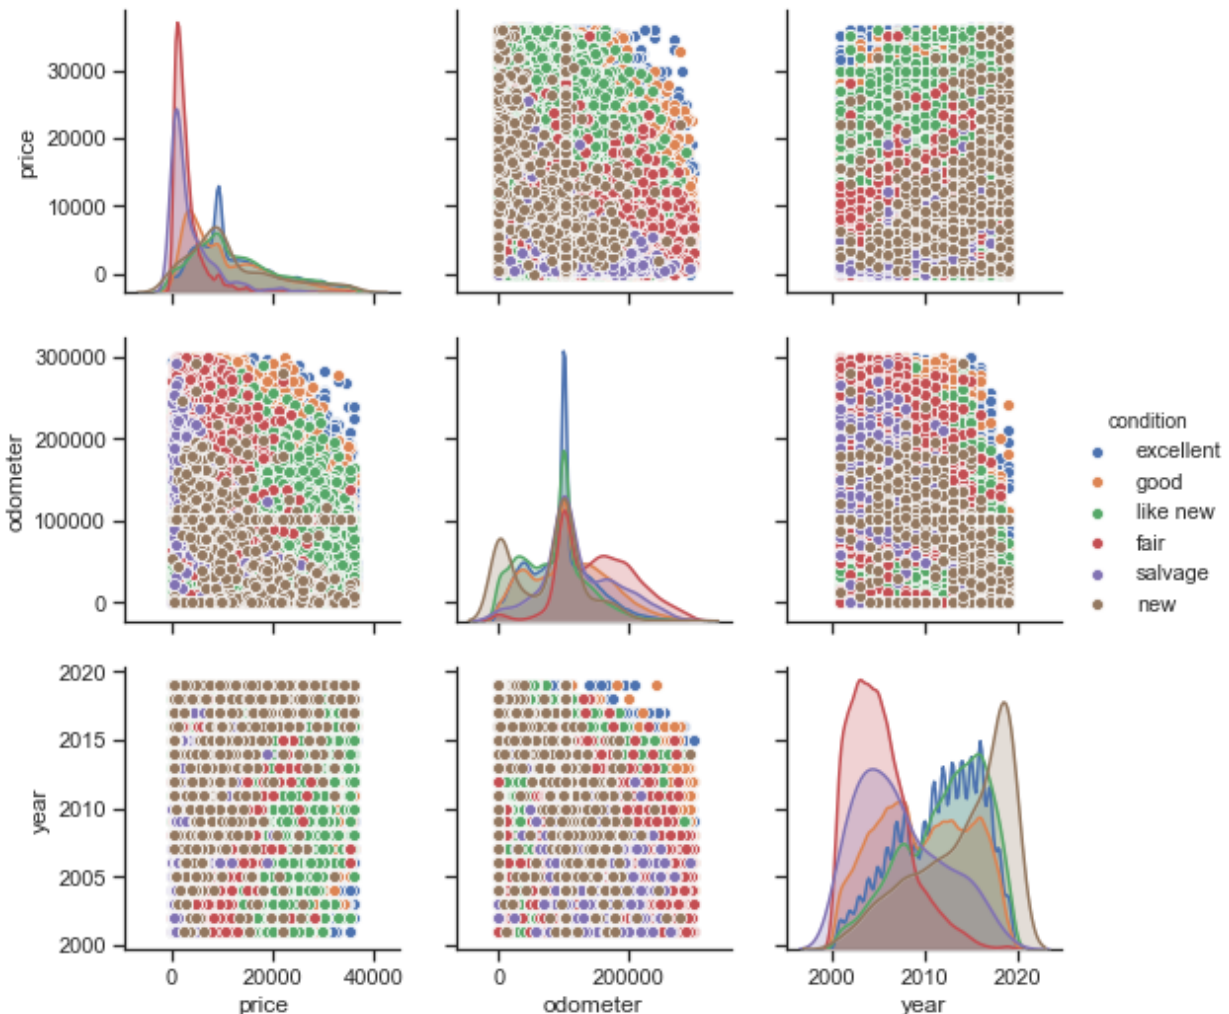 price
30000
20000
10000
0
odometer
300000
200000
100000
0
condition
excellent
good
like new
fair
salvage
new
year
2020
2015
2010
2005
2000
0 20000 40000 0 200000 2000 2010 2020
price odometer year